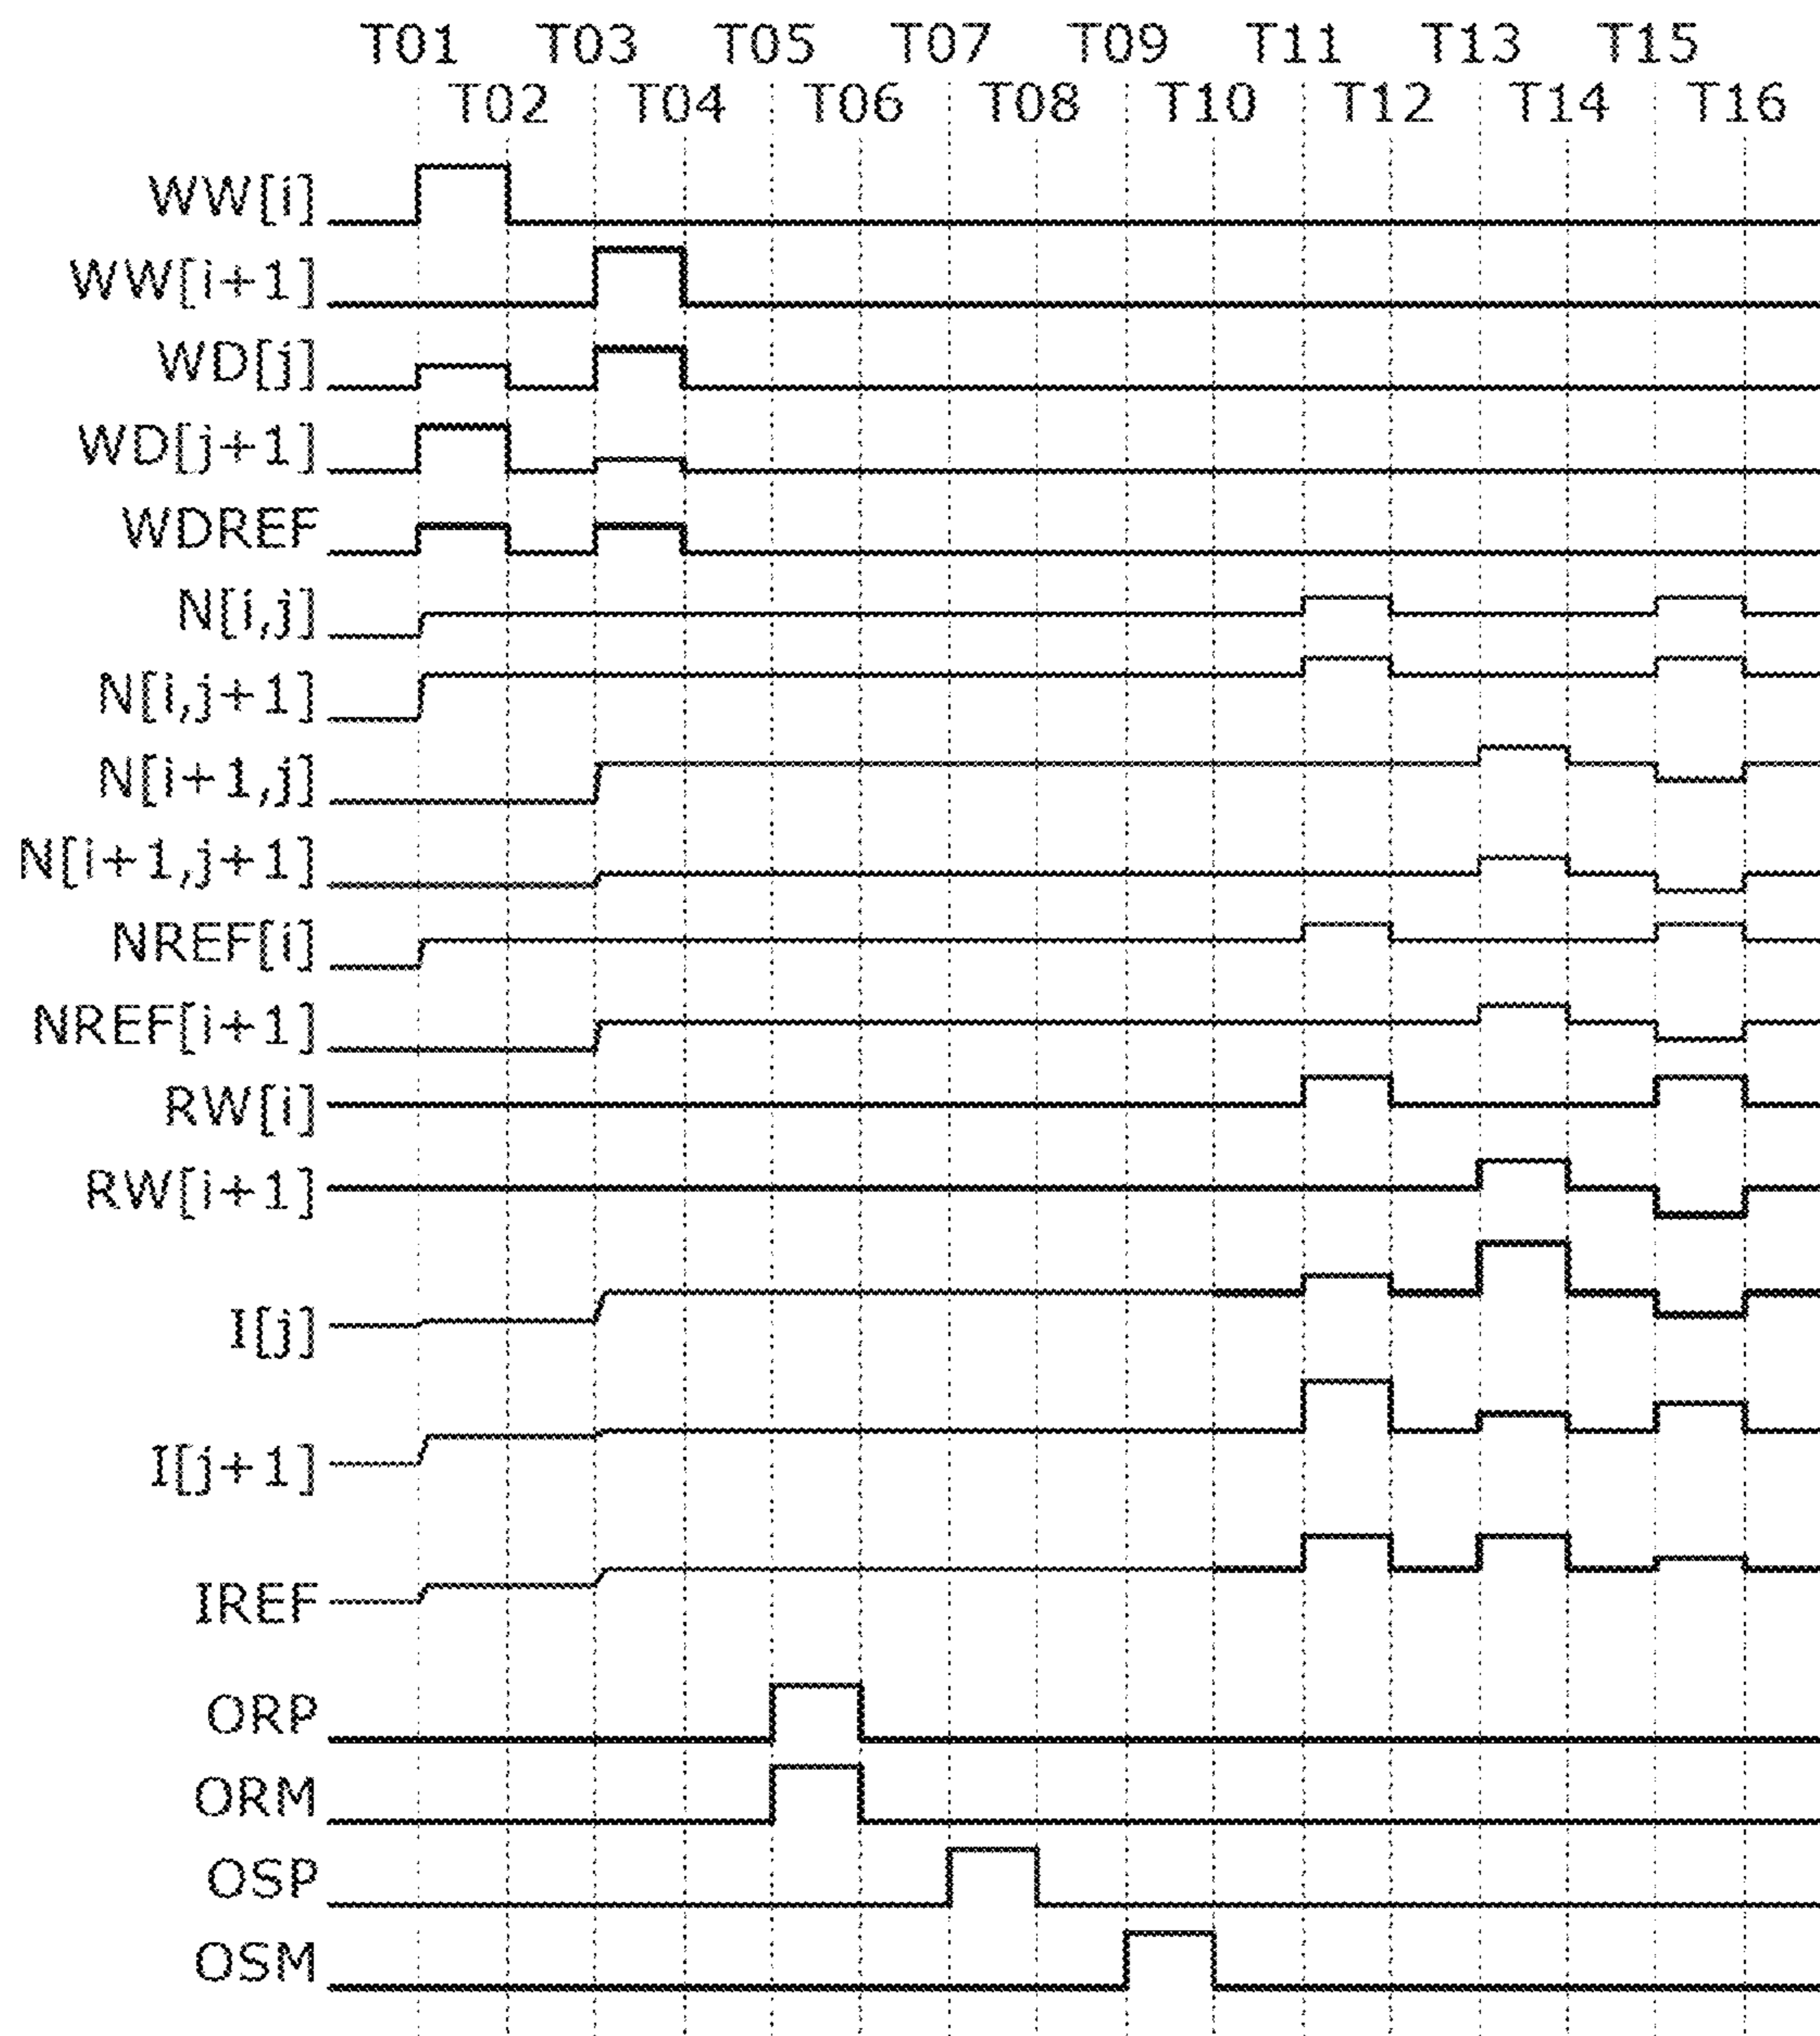 T01 T03 T05 T07 T09 T11 T13 T15
T02 T04 T06 T08 T10 T12 T14 T16
WW[i]
WW[i+1]
WD[j]
WD[j+1]
WDREF
N[i,j]
N[i,j+1]
N[i+1,j]
N[i+1,j+1]
NREF[i]
NREF[i+1]
RW[i]
RW[i+1]
I[j]
I[j+1]
IREF
ORP
ORM
OSP
OSM